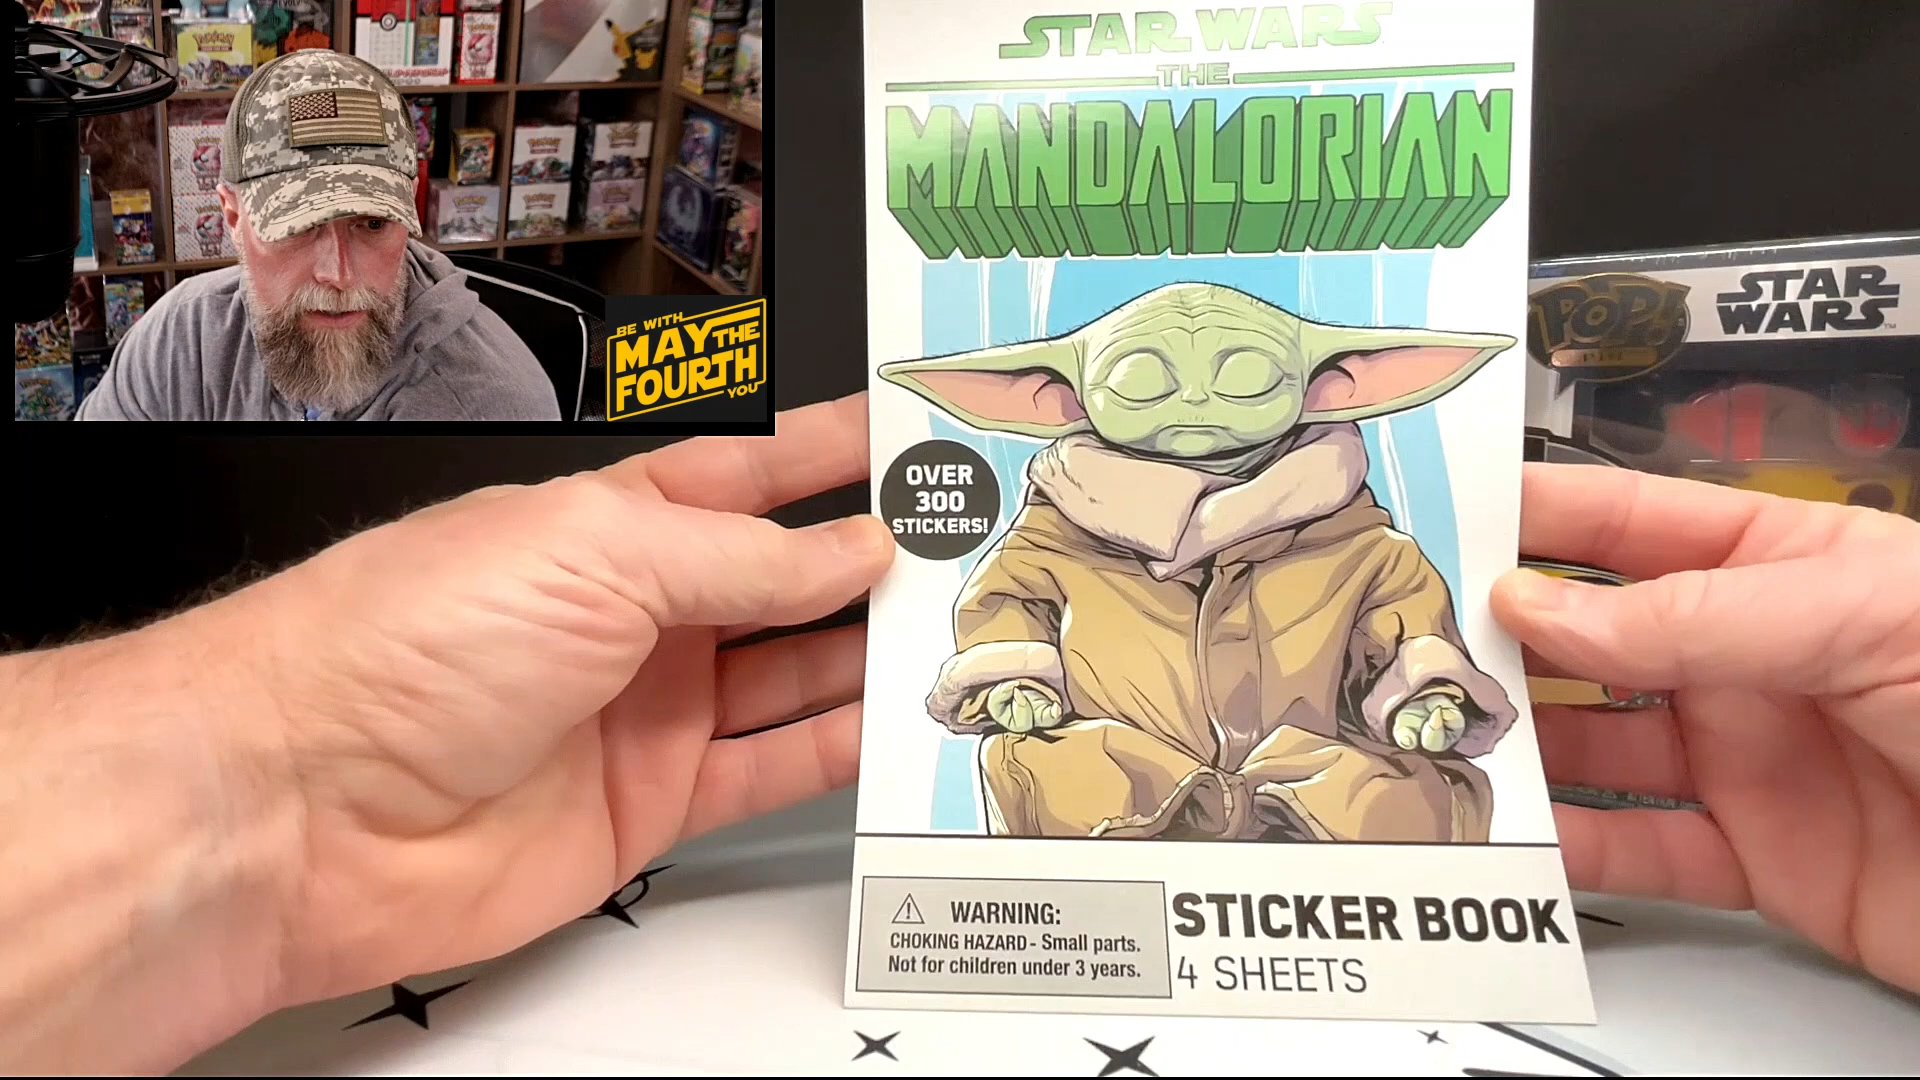 BE WITH
MAY THE
FOURTH
YOU
STAR WARS
THE
MANDALORIAN
OVER
300
STICKERS!
WARNING:
CHOKING HAZARD - Small parts.
Not for children under 3 years.
STICKER BOOK
4 SHEETS
POP!
PIN
STAR
WARS